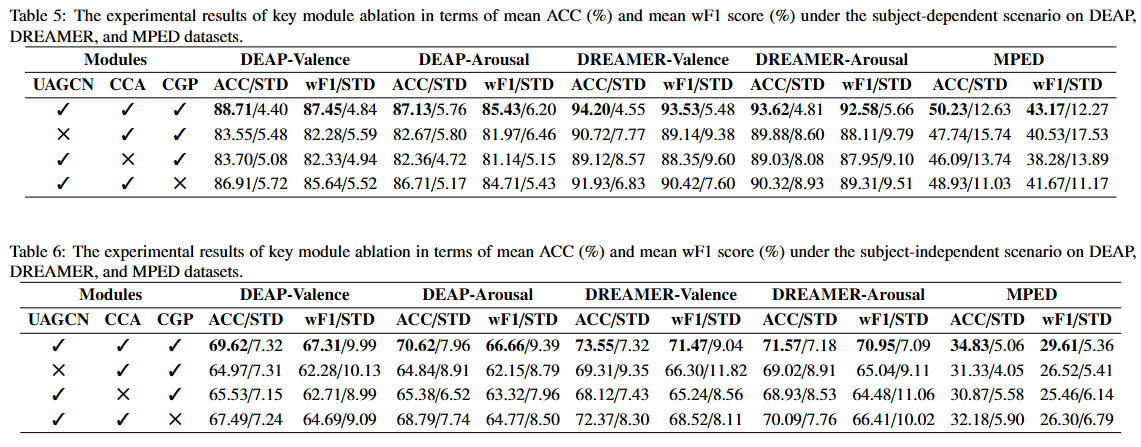 Table 5: The experimental results of key module ablation in terms of mean ACC (%) and mean wF1 score (%) under the subject-dependent scenario on DEAP,
DREAMER, and MPED datasets.
Modules DEAP-Valence DEAP-Arousal DREAMER-Valence DREAMER-Arousal MPED
UAGCN CCA CGP ACC/STD wF1/STD ACC/STD wF1/STD ACC/STD wF1/STD ACC/STD wF1/STD ACC/STD wF1/STD
✓ ✓ ✓ 88.71/4.40 87.45/4.84 87.13/5.76 85.43/6.20 94.20/4.55 93.53/5.48 93.62/4.81 92.58/5.66 50.23/12.63 43.17/12.27
✕ ✓ ✓ 83.55/5.48 82.28/5.59 82.67/5.80 81.97/6.46 90.72/7.77 89.14/9.38 89.88/8.60 88.11/9.79 47.74/15.74 40.53/17.53
✓ ✕ ✓ 83.70/5.08 82.33/4.94 82.36/4.72 81.14/5.15 89.12/8.57 88.35/9.60 89.03/8.08 87.95/9.10 46.09/13.74 38.28/13.89
✓ ✓ ✕ 86.91/5.72 85.64/5.52 86.71/5.17 84.71/5.43 91.93/6.83 90.42/7.60 90.32/8.93 89.31/9.51 48.93/11.03 41.67/11.17
Table 6: The experimental results of key module ablation in terms of mean ACC (%) and mean wF1 score (%) under the subject-independent scenario on DEAP,
DREAMER, and MPED datasets.
Modules DEAP-Valence DEAP-Arousal DREAMER-Valence DREAMER-Arousal MPED
UAGCN CCA CGP ACC/STD wF1/STD ACC/STD wF1/STD ACC/STD wF1/STD ACC/STD wF1/STD ACC/STD wF1/STD
✓ ✓ ✓ 69.62/7.32 67.31/9.99 70.62/7.96 66.66/9.39 73.55/7.32 71.47/9.04 71.57/7.18 70.95/7.09 34.83/5.06 29.61/5.36
✕ ✓ ✓ 64.97/7.31 62.28/10.13 64.84/8.91 62.15/8.79 69.31/9.35 66.30/11.82 69.02/8.91 65.04/9.11 31.33/4.05 26.52/5.41
✓ ✕ ✓ 65.53/7.15 62.71/8.99 65.38/6.52 63.32/7.96 68.12/7.43 65.24/8.56 68.93/8.53 64.48/11.06 30.87/5.58 25.46/6.14
✓ ✓ ✕ 67.49/7.24 64.69/9.09 68.79/7.74 64.77/8.50 72.37/8.30 68.52/8.11 70.09/7.76 66.41/10.02 32.18/5.90 26.30/6.79